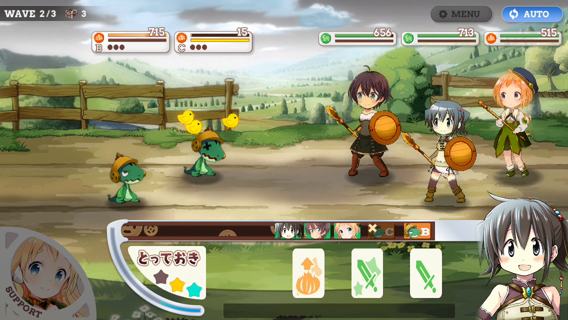 WAVE 2/3 3
MENU
AUTO
715
B
15
C
656
713
515
C
B
とっておき
SUPPORT